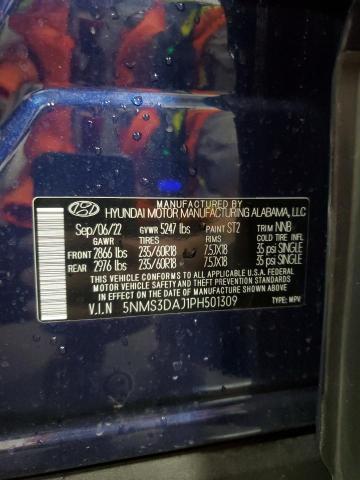 MANUFACTURED BY
HYUNDAI MOTOR MANUFACTURING ALABAMA, LLC
Sep/06/22 GVWR 5247 lbs PAINT ST2 TRIM NNB
GAWR TIRES RIMS COLD TIRE INFL
FRONT 2866 lbs 235/60R18 7.5JX18 35 psi SINGLE
REAR 2976 lbs 235/60R18 7.5JX18 35 psi SINGLE
THIS VEHICLE CONFORMS TO ALL APPLICABLE U.S.A FEDERAL
MOTOR VEHICLE SAFETY AND THEFT PREVENTION STANDARDS
IN EFFECT ON THE DATE OF MANUFACTURE SHOWN ABOVE.
V.I.N 5NMS3DAJ1PH501309 TYPE: MPV